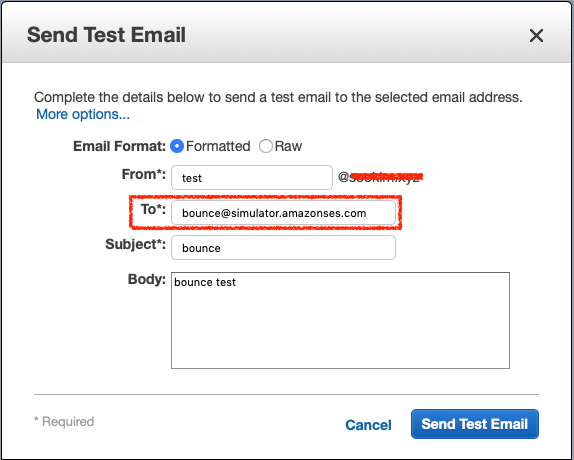 Send Test Email
Complete the details below to send a test email to the selected email address.
More options...
Email Format: Formatted Raw
From*: test @
To*: bounce@simulator.amazonses.com
Subject*: bounce
Body: bounce test
* Required
Cancel Send Test Email